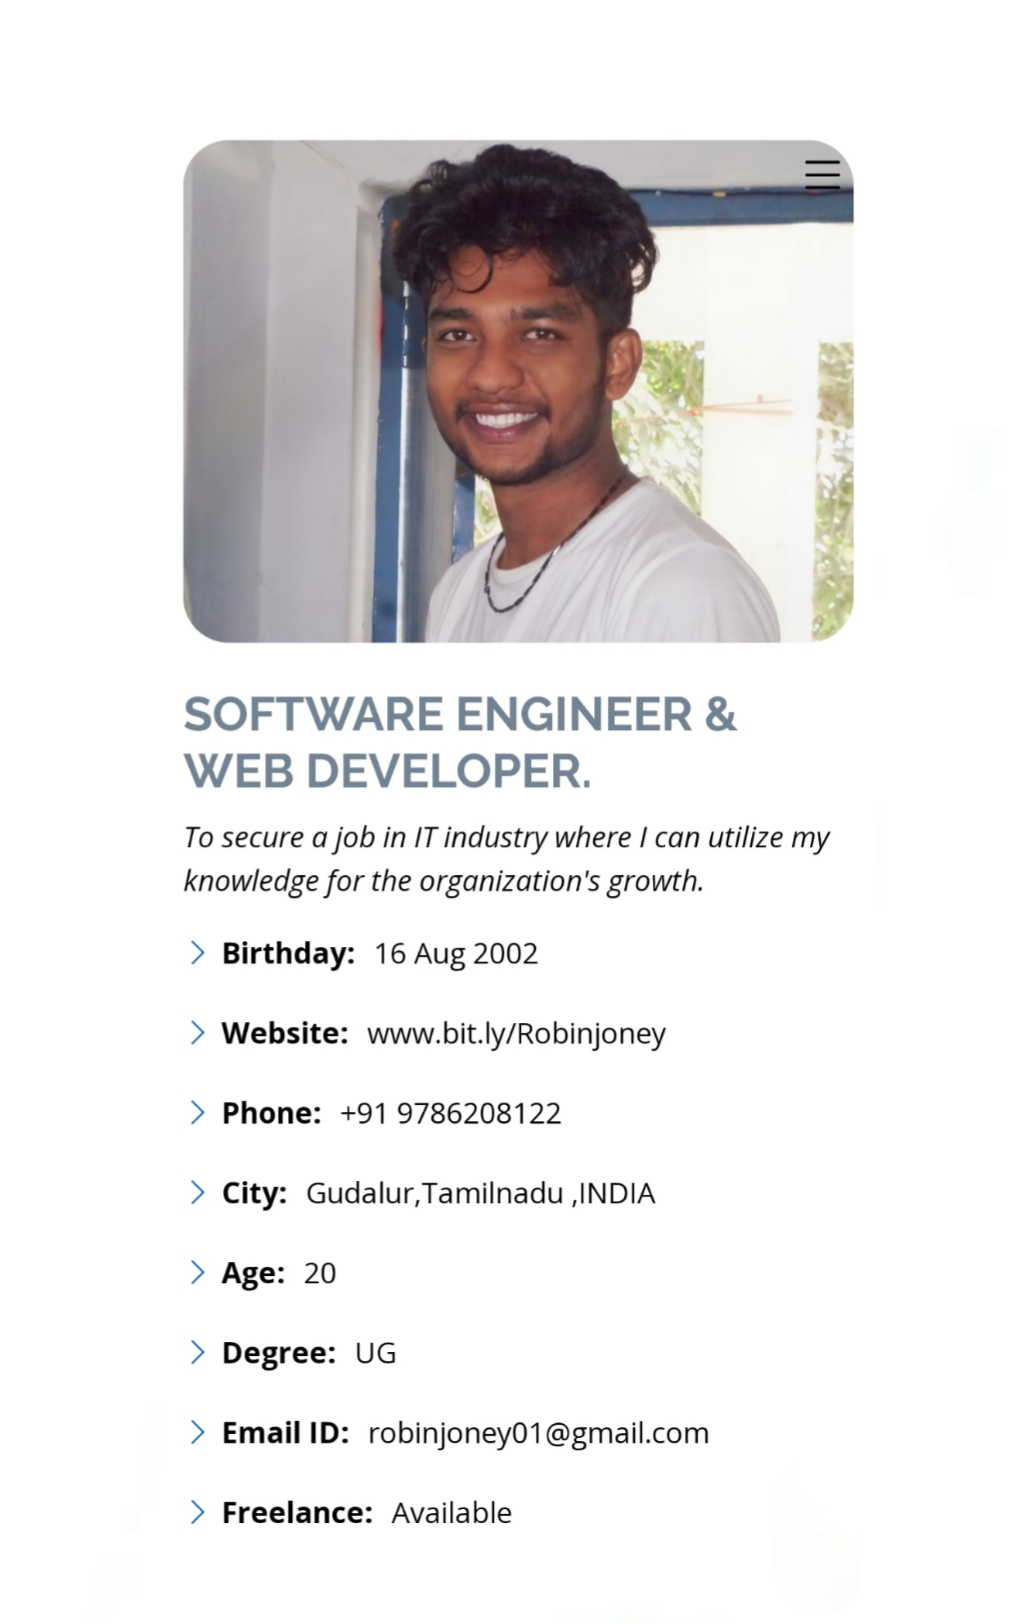 SOFTWARE ENGINEER &
WEB DEVELOPER.
To secure a job in IT industry where I can utilize my
knowledge for the organization's growth.
Birthday: 16 Aug 2002
Website: www.bit.ly/Robinjoney
Phone: +91 9786208122
City: Gudalur,Tamilnadu ,INDIA
Age: 20
Degree: UG
Email ID: robinjoney01@gmail.com
Freelance: Available